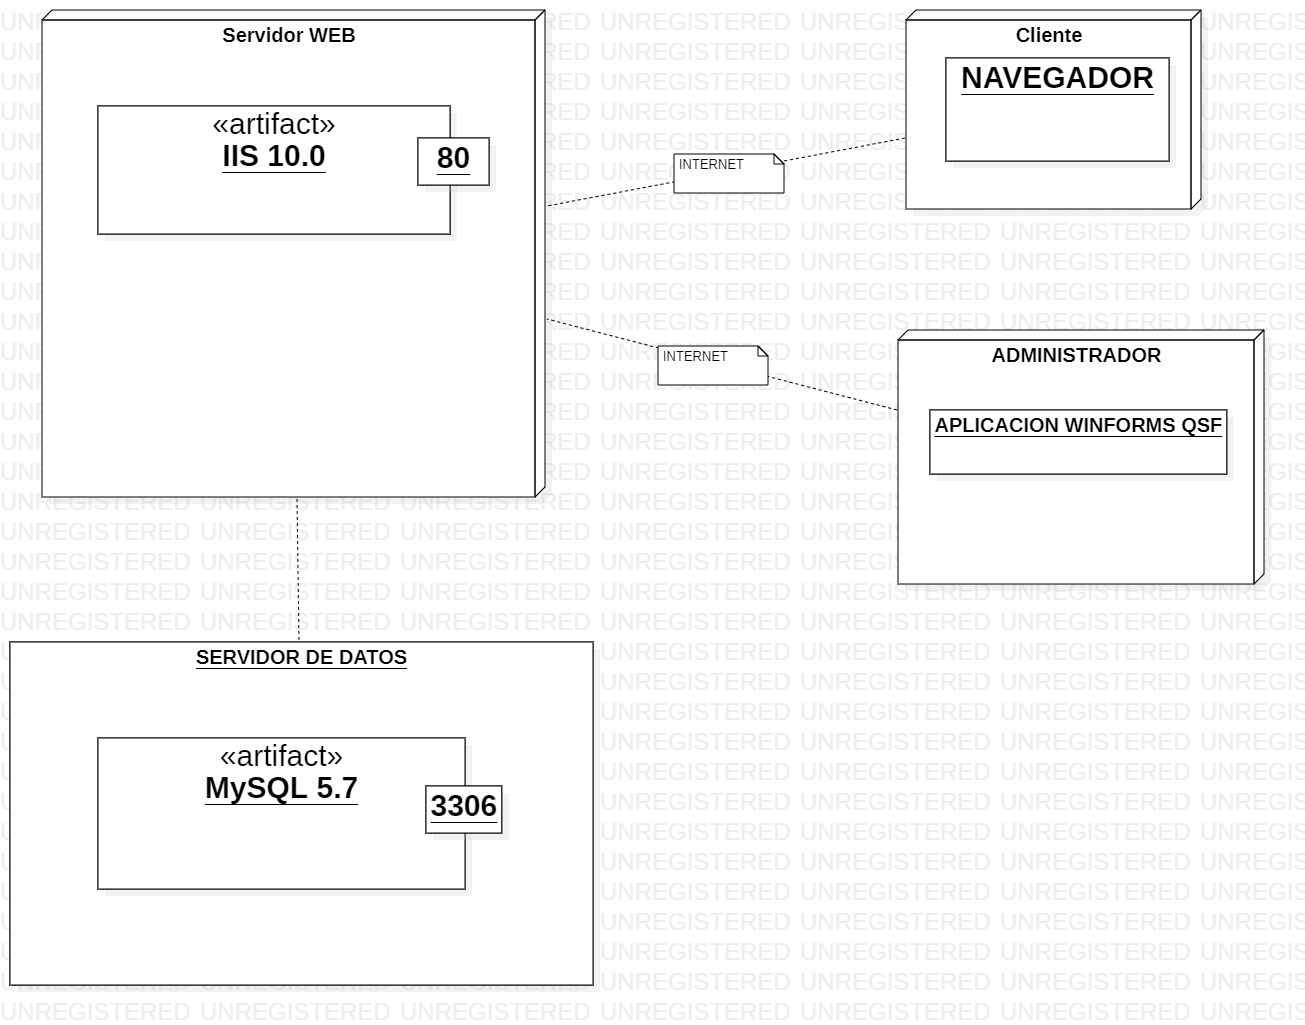 Servidor WEB
«artifact»
IIS 10.0
80
INTERNET
Cliente
NAVEGADOR
INTERNET
ADMINISTRADOR
APLICACION WINFORMS QSF
SERVIDOR DE DATOS
«artifact»
MySQL 5.7
3306
UNREGISTERED